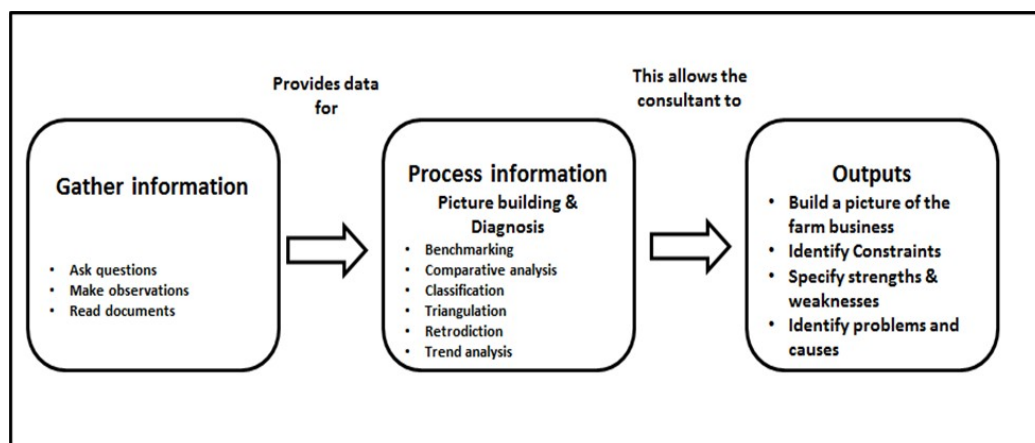 Provides data
for
This allows the
consultant to
Gather information
• Ask questions
• Make observations
• Read documents
Process information
Picture building &
Diagnosis
• Benchmarking
• Comparative analysis
• Classification
• Triangulation
• Retrodiction
• Trend analysis
Outputs
• Build a picture of the
farm business
• Identify Constraints
• Specify strengths &
weaknesses
• Identify problems and
causes